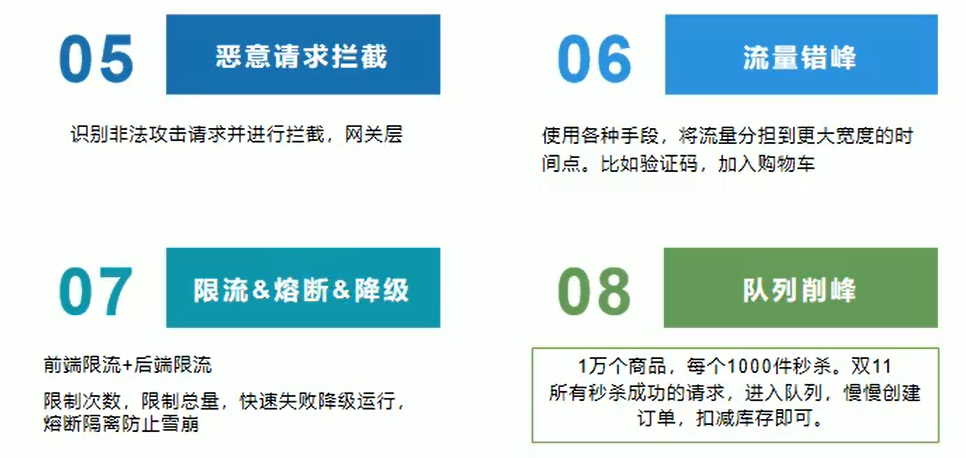 05
恶意请求拦截
识别非法攻击请求并进行拦截，网关层
06
流量错峰
使用各种手段，将流量分担到更大宽度的时
间点。比如验证码，加入购物车
07
限流&熔断&降级
前端限流+后端限流
限制次数，限制总量，快速失败降级运行，
熔断隔离防止雪崩
08
队列削峰
1万个商品，每个1000件秒杀。双11
所有秒杀成功的请求，进入队列，慢慢创建
订单，扣减库存即可。